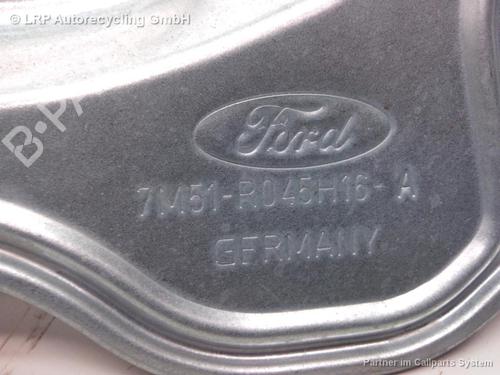 © LRP Autorecycling GmbH
B-P
Ford
7M51-R045H16-A
GERMANY
Partner im Callparts System